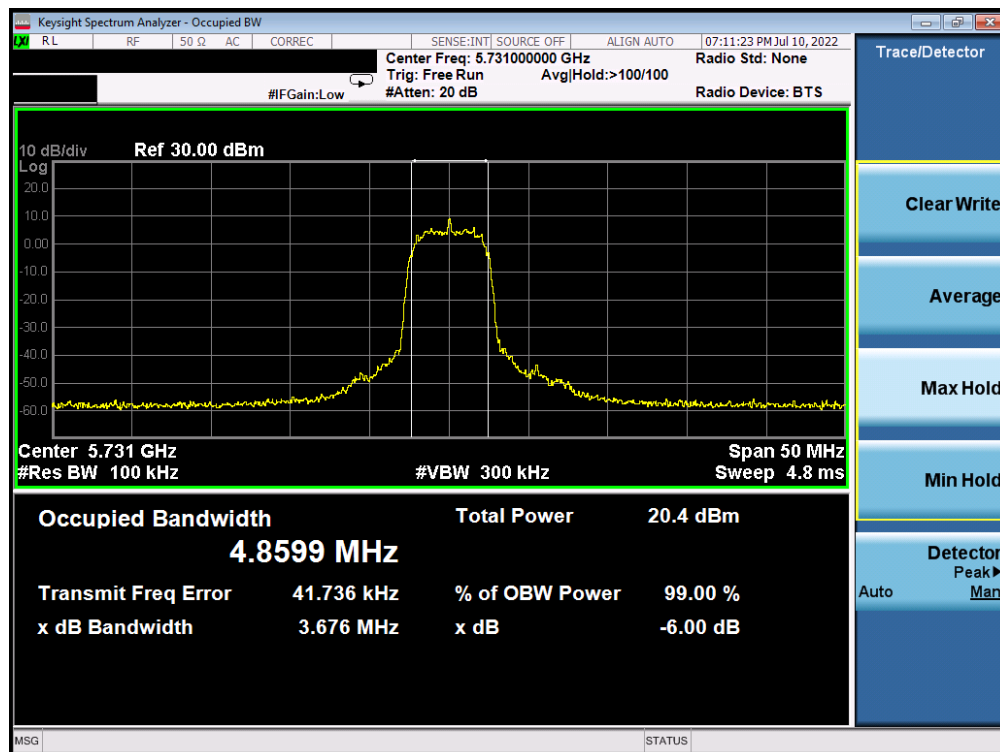 Keysight Spectrum Analyzer - Occupied BW
LXI RL RF 50 Ω AC CORREC SENSE:INT SOURCE OFF ALIGN AUTO 07:11:23 PM Jul 10, 2022
Center Freq: 5.731000000 GHz Radio Std: None
Trig: Free Run Avg|Hold:>100/100
#IFGain:Low #Atten: 20 dB Radio Device: BTS
10 dB/div Ref 30.00 dBm
Log
20.0
10.0
0.00
-10.0
-20.0
-30.0
-40.0
-50.0
-60.0
Center 5.731 GHz Span 50 MHz
#Res BW 100 kHz #VBW 300 kHz Sweep 4.8 ms
Occupied Bandwidth Total Power 20.4 dBm
4.8599 MHz
Transmit Freq Error 41.736 kHz % of OBW Power 99.00 %
x dB Bandwidth 3.676 MHz x dB -6.00 dB
MSG STATUS
Trace/Detector
Clear Write
Average
Max Hold
Min Hold
Detector
Peak▶
Auto Man